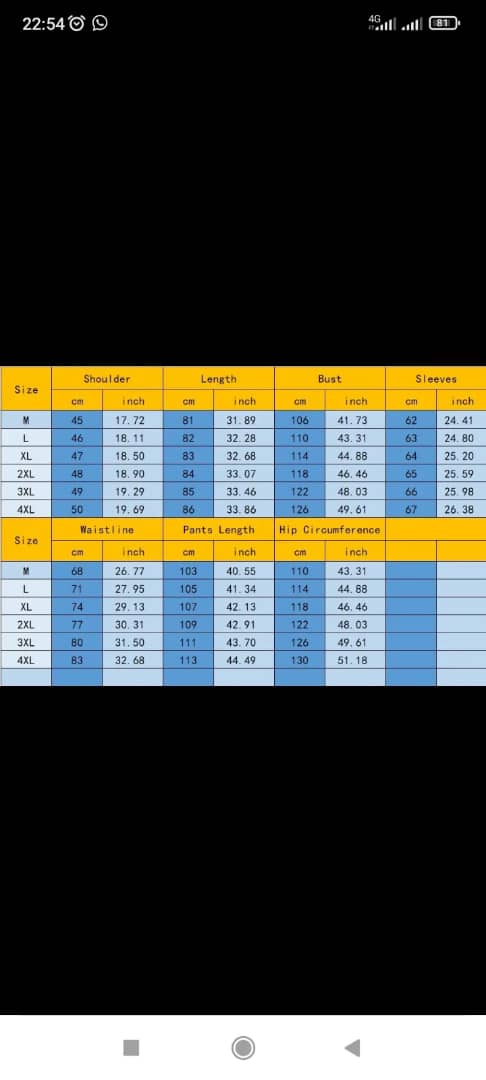 22:54
4G
81
Size Shoulder Length Bust Sleeves
cm inch cm inch cm inch cm inch
M 45 17.72 81 31.89 106 41.73 62 24.41
L 46 18.11 82 32.28 110 43.31 63 24.80
XL 47 18.50 83 32.68 114 44.88 64 25.20
2XL 48 18.90 84 33.07 118 46.46 65 25.59
3XL 49 19.29 85 33.46 122 48.03 66 25.98
4XL 50 19.69 86 33.86 126 49.61 67 26.38
Size Waistline Pants Length Hip Circumference
cm inch cm inch cm inch
M 68 26.77 103 40.55 110 43.31
L 71 27.95 105 41.34 114 44.88
XL 74 29.13 107 42.13 118 46.46
2XL 77 30.31 109 42.91 122 48.03
3XL 80 31.50 111 43.70 126 49.61
4XL 83 32.68 113 44.49 130 51.18